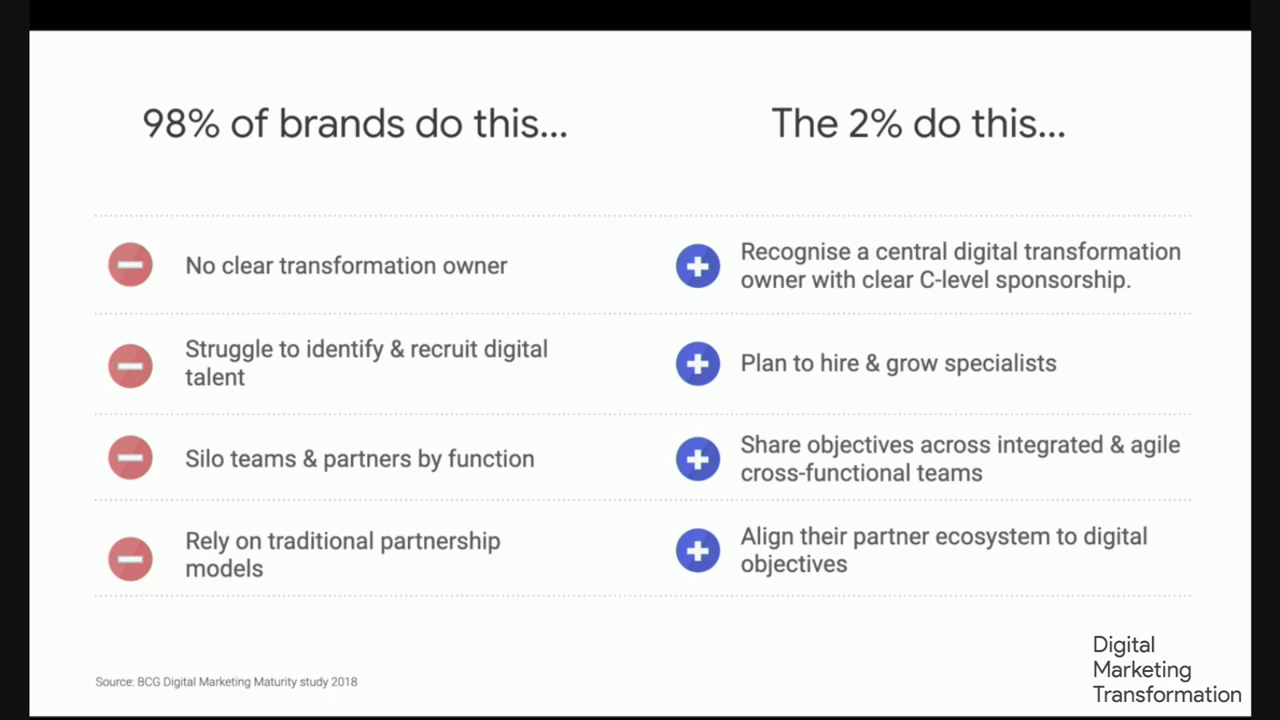 98% of brands do this...
The 2% do this...
No clear transformation owner
Recognise a central digital transformation
owner with clear C-level sponsorship.
Struggle to identify & recruit digital
talent
Plan to hire & grow specialists
Silo teams & partners by function
Share objectives across integrated & agile
cross-functional teams
Rely on traditional partnership
models
Align their partner ecosystem to digital
objectives
Source: BCG Digital Marketing Maturity study 2018
Digital
Marketing
Transformation